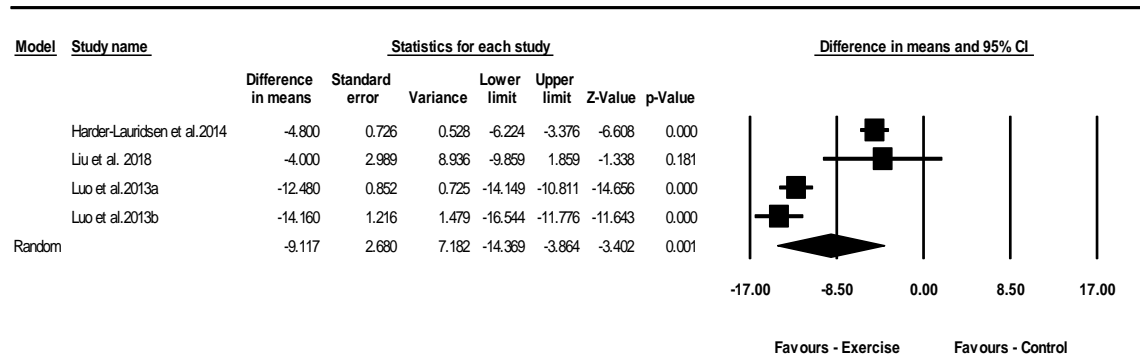 Model Study name Statistics for each study Difference in means and 95% CI
Difference in means Standard error Variance Lower limit Upper limit Z-Value p-Value
Harder-Lauridsen et al.2014 -4.800 0.726 0.528 -6.224 -3.376 -6.608 0.000
Liu et al. 2018 -4.000 2.989 8.936 -9.859 1.859 -1.338 0.181
Luo et al.2013a -12.480 0.852 0.725 -14.149 -10.811 -14.656 0.000
Luo et al.2013b -14.160 1.216 1.479 -16.544 -11.776 -11.643 0.000
Random -9.117 2.680 7.182 -14.369 -3.864 -3.402 0.001
-17.00 -8.50 0.00 8.50 17.00
Favours - Exercise Favours - Control